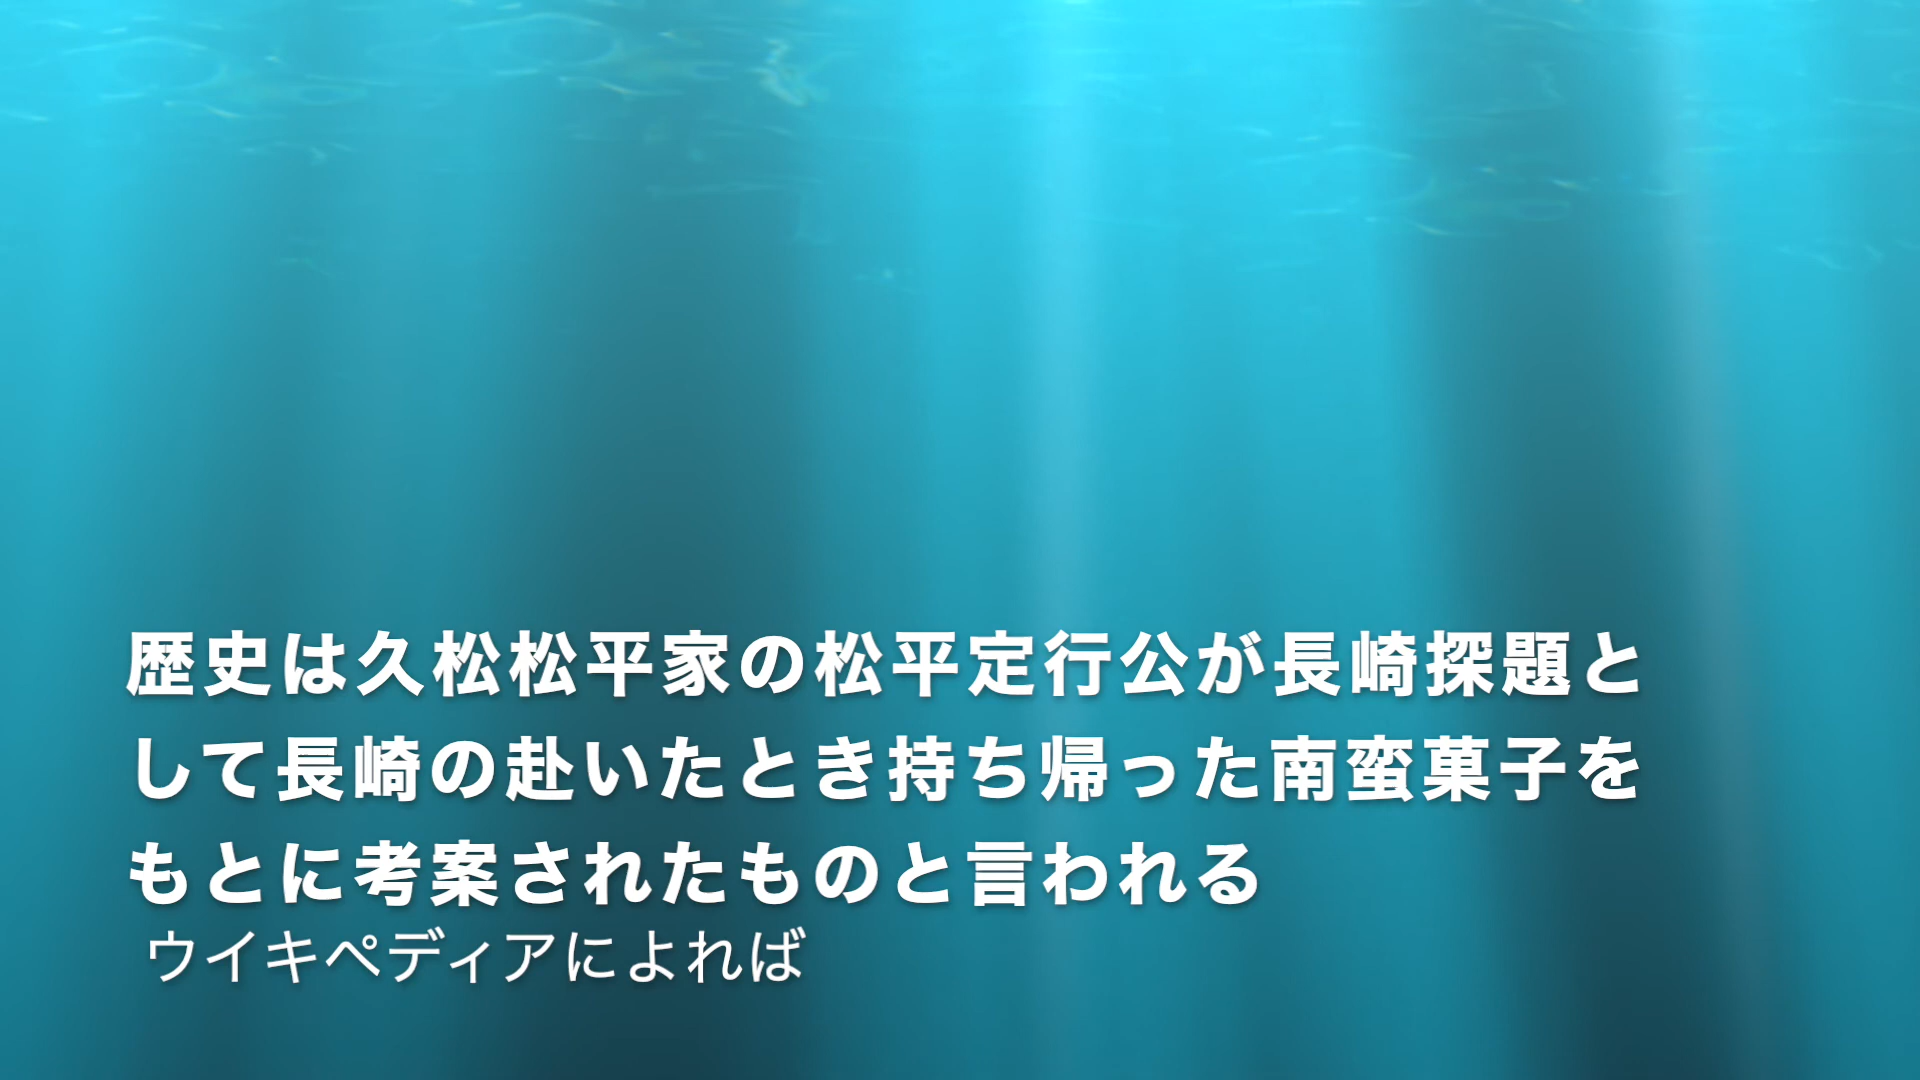 歴史は久松松平家の松平定行公が長崎探題と
して長崎の赴いたとき持ち帰った南蛮菓子を
もとに考案されたものと言われる
ウイキペディアによれば